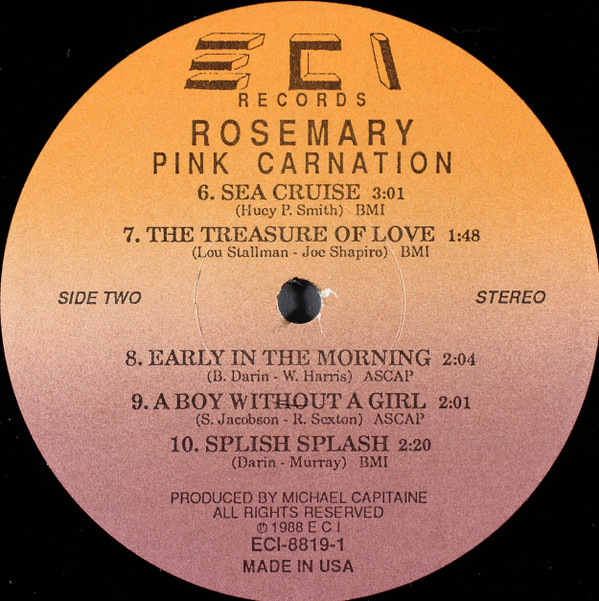 ECI
RECORDS
ROSEMARY
PINK CARNATION
6. SEA CRUISE 3:01
(Huey P. Smith) BMI
7. THE TREASURE OF LOVE 1:48
(Lou Stallman - Joe Shapiro) BMI
SIDE TWO
STEREO
8. EARLY IN THE MORNING 2:04
(B. Darin - W. Harris) ASCAP
9. A BOY WITHOUT A GIRL 2:01
(S. Jacobson - R. Sexton) ASCAP
10. SPLISH SPLASH 2:20
(Darin - Murray) BMI
PRODUCED BY MICHAEL CAPITAINE
ALL RIGHTS RESERVED
℗ 1988 E C I
ECI-8819-1
MADE IN USA